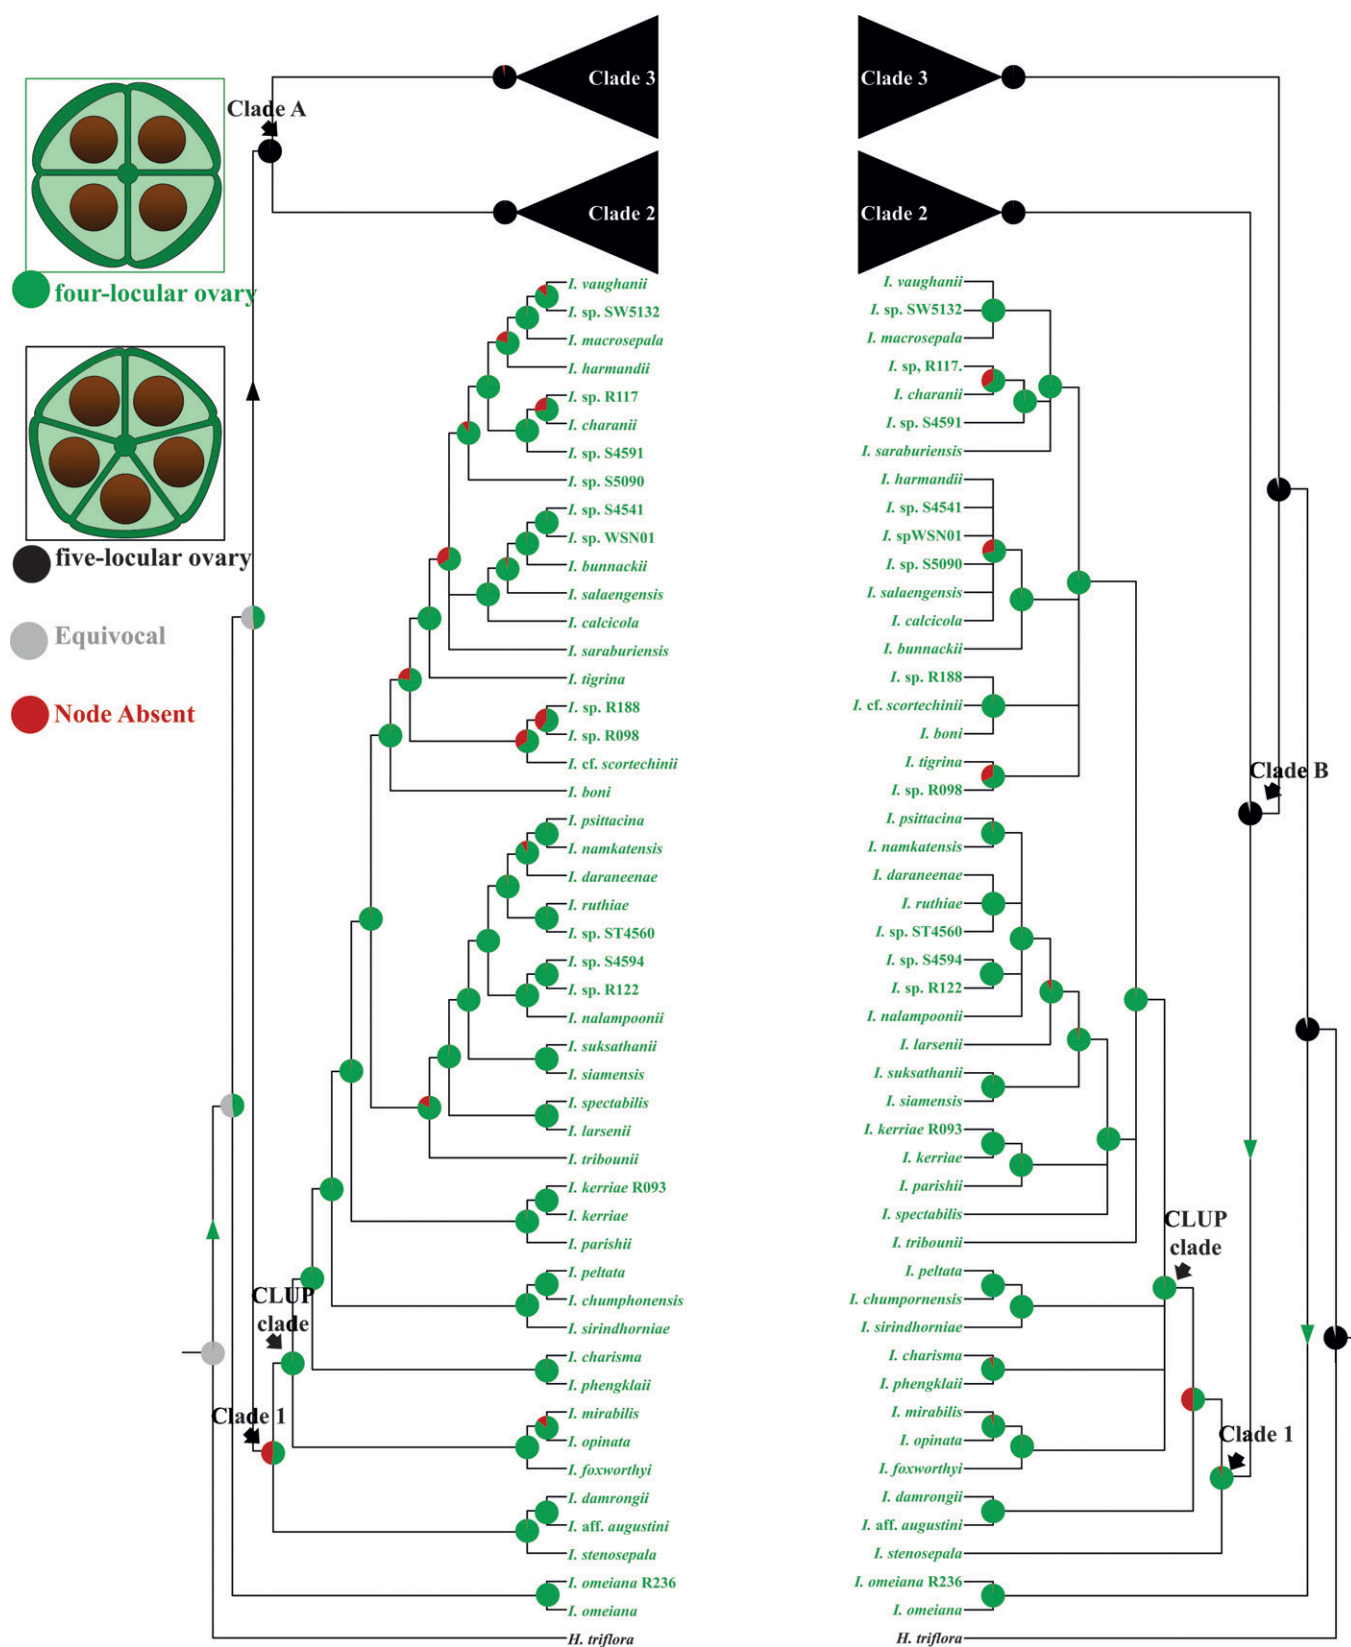 Clade 3
Clade A
Clade 2
four-locular ovary
five-locular ovary
Equivocal
Node Absent
I. vaughanii
I. sp. SW5132
I. macrosepala
I. harmandii
I. sp. R117
I. charanii
I. sp. S4591
I. sp. S5090
I. sp. S4541
I. sp. WSN01
I. bunnackii
I. salaengensis
I. calcicola
I. saraburiensis
I. tigrina
I. sp. R188
I. sp. R098
I. cf. scortechinii
I. boni
I. psittacina
I. namkatensis
I. daraneenae
I. ruthiae
I. sp. ST4560
I. sp. S4594
I. sp. R122
I. nalampoonii
I. suksathanii
I. siamensis
I. spectabilis
I. larsenii
I. tribounii
I. kerriae R093
I. kerriae
I. parishii
I. peltata
I. chumphonensis
I. sirindhorniae
I. charisma
I. phengklaii
I. mirabilis
I. opinata
I. foxworthyi
I. damrongii
I. aff. augustini
I. stenosepala
I. omeiana R236
I. omeiana
H. triflora
CLUP
clade
Clade 1
Clade 3
Clade 2
I. vaughanii
I. sp. SW5132
I. macrosepala
I. sp, R117.
I. charanii
I. sp. S4591
I. saraburiensis
I. harmandii
I. sp. S4541
I. spWSN01
I. sp. S5090
I. salaengensis
I. calcicola
I. bunnackii
I. sp. R188
I. cf. scortechinii
I. boni
I. tigrina
I. sp. R098
I. psittacina
I. namkatensis
I. daraneenae
I. ruthiae
I. sp. ST4560
I. sp. S4594
I. sp. R122
I. nalampoonii
I. larsenii
I. suksathanii
I. siamensis
I. kerriae R093
I. kerriae
I. parishii
I. spectabilis
I. tribounii
I. peltata
I. chumpornensis
I. sirindhorniae
I. charisma
I. phengklaii
I. mirabilis
I. opinata
I. foxworthyi
I. damrongii
I. aff. augustini
I. stenosepala
I. omeiana R236
I. omeiana
H. triflora
Clade B
CLUP
clade
Clade 1